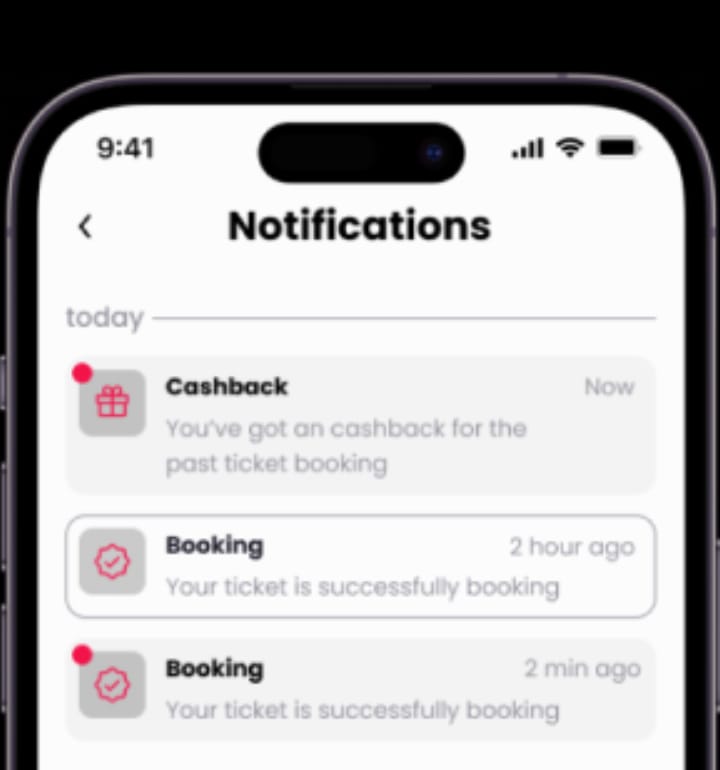 9:41
Notifications
today
Cashback Now
You've got an cashback for the
past ticket booking
Booking 2 hour ago
Your ticket is successfully booking
Booking 2 min ago
Your ticket is successfully booking